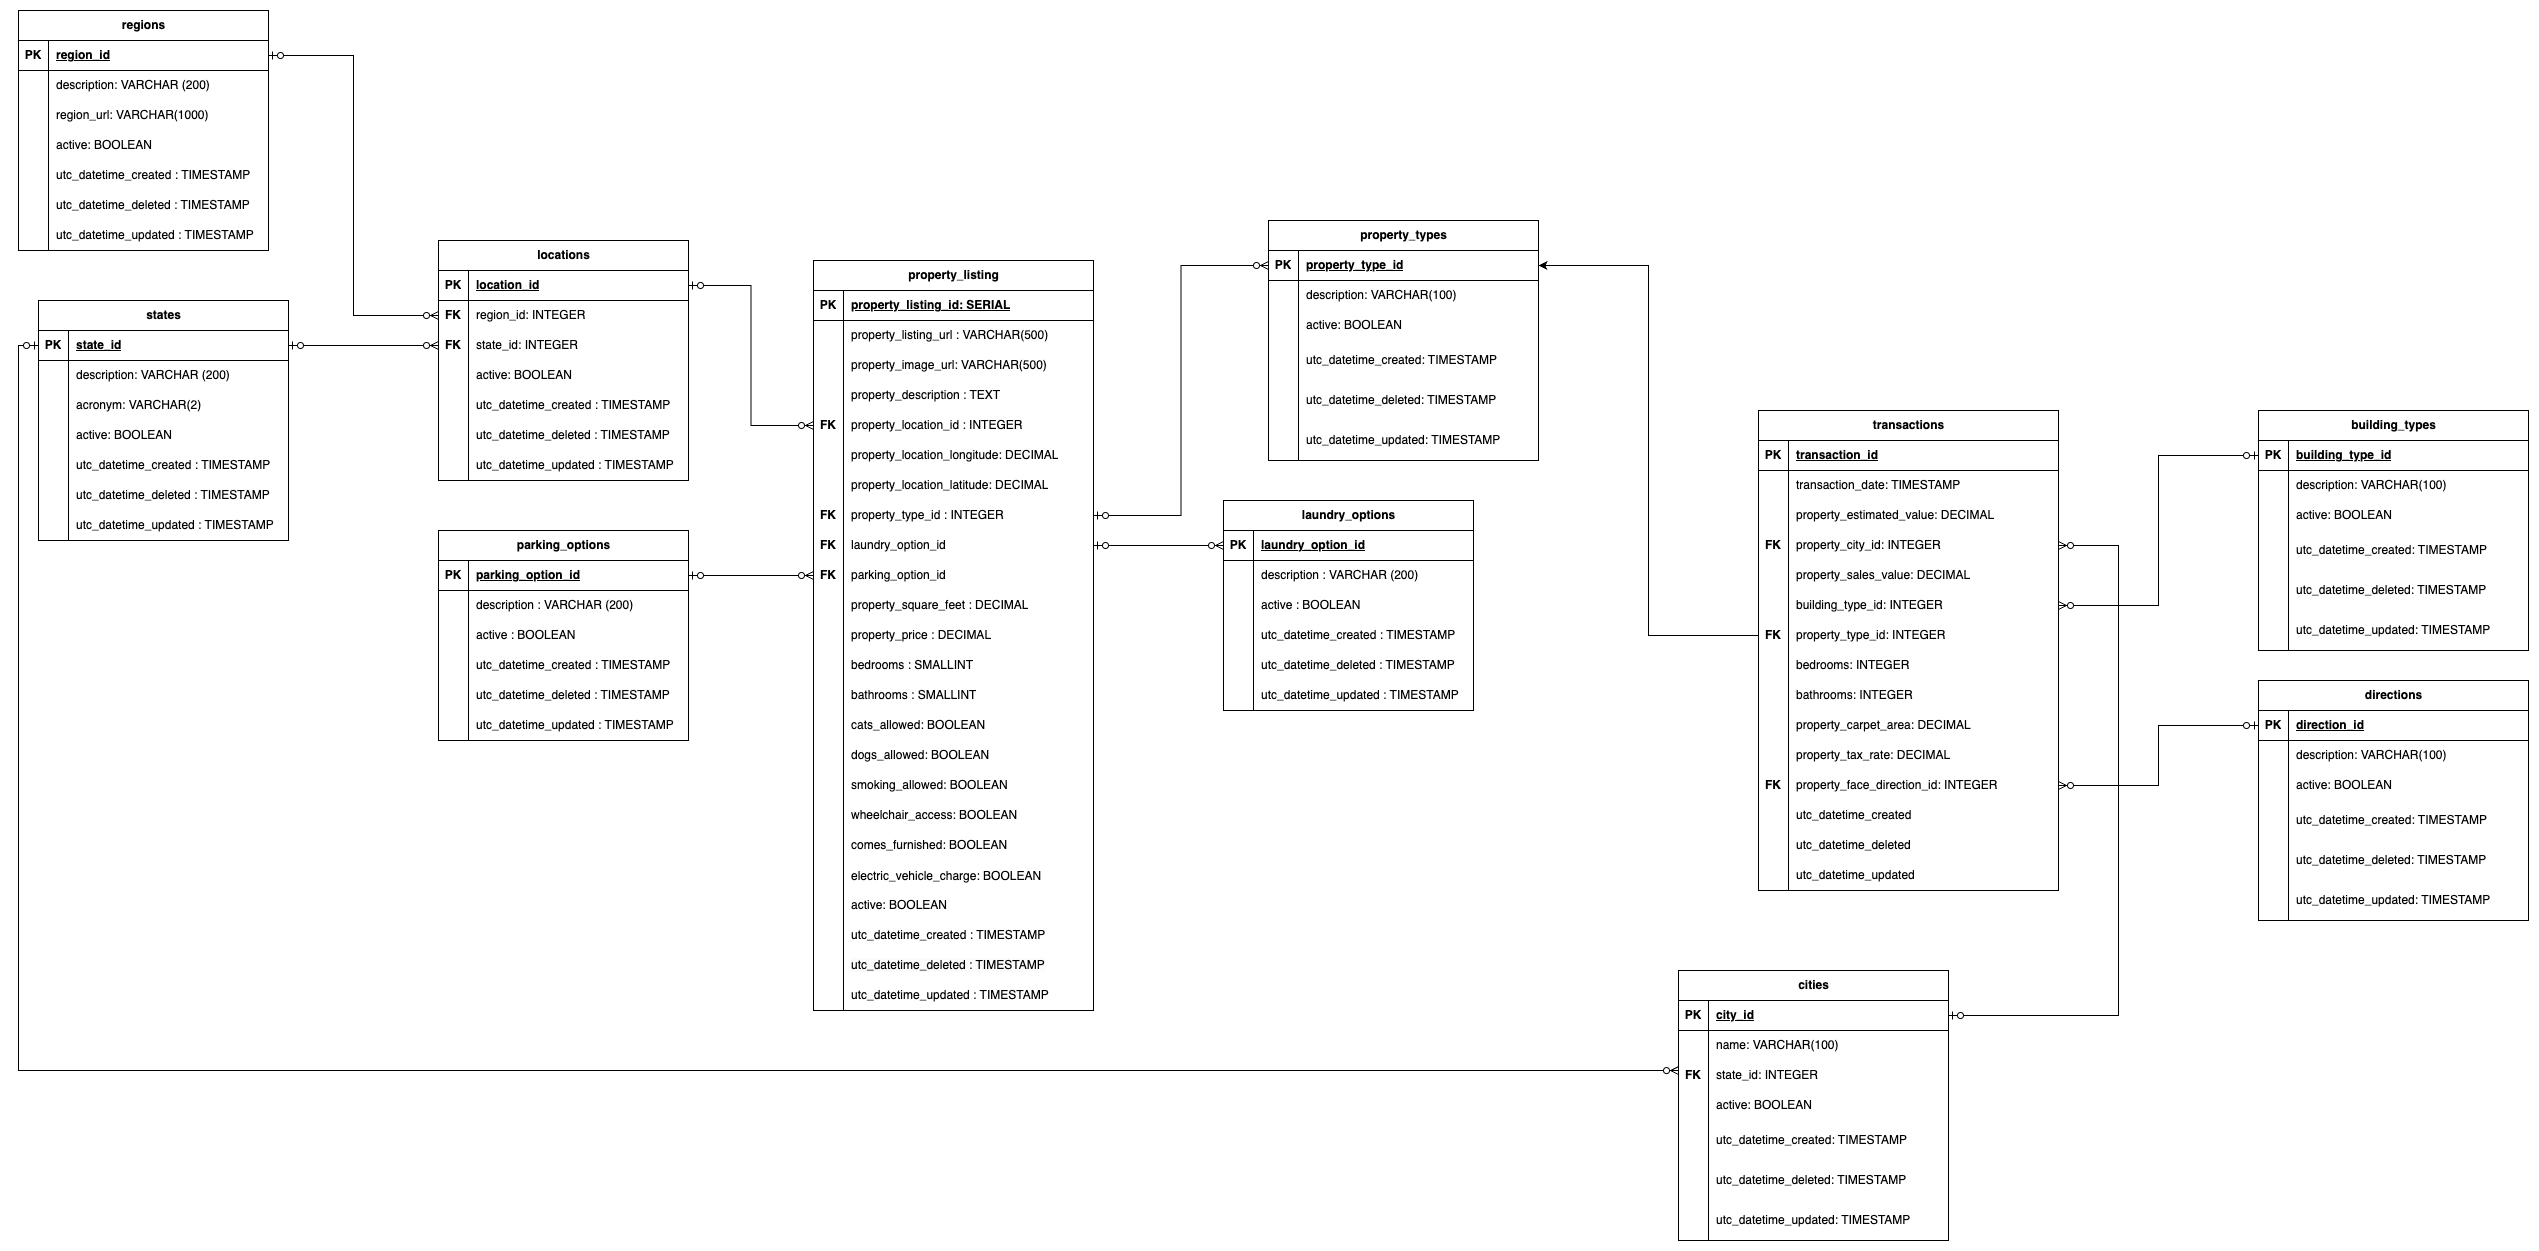 regions
PK region_id
description: VARCHAR (200)
region_url: VARCHAR(1000)
active: BOOLEAN
utc_datetime_created : TIMESTAMP
utc_datetime_deleted : TIMESTAMP
utc_datetime_updated : TIMESTAMP
states
PK state_id
description: VARCHAR (200)
acronym: VARCHAR(2)
active: BOOLEAN
utc_datetime_created : TIMESTAMP
utc_datetime_deleted : TIMESTAMP
utc_datetime_updated : TIMESTAMP
locations
PK location_id
FK region_id: INTEGER
FK state_id: INTEGER
active: BOOLEAN
utc_datetime_created : TIMESTAMP
utc_datetime_deleted : TIMESTAMP
utc_datetime_updated : TIMESTAMP
parking_options
PK parking_option_id
description : VARCHAR (200)
active : BOOLEAN
utc_datetime_created : TIMESTAMP
utc_datetime_deleted : TIMESTAMP
utc_datetime_updated : TIMESTAMP
property_listing
PK property_listing_id: SERIAL
property_listing_url : VARCHAR(500)
property_image_url: VARCHAR(500)
property_description : TEXT
FK property_location_id : INTEGER
property_location_longitude: DECIMAL
property_location_latitude: DECIMAL
FK property_type_id : INTEGER
FK laundry_option_id
FK parking_option_id
property_square_feet : DECIMAL
property_price : DECIMAL
bedrooms : SMALLINT
bathrooms : SMALLINT
cats_allowed: BOOLEAN
dogs_allowed: BOOLEAN
smoking_allowed: BOOLEAN
wheelchair_access: BOOLEAN
comes_furnished: BOOLEAN
electric_vehicle_charge: BOOLEAN
active: BOOLEAN
utc_datetime_created : TIMESTAMP
utc_datetime_deleted : TIMESTAMP
utc_datetime_updated : TIMESTAMP
property_types
PK property_type_id
description: VARCHAR(100)
active: BOOLEAN
utc_datetime_created: TIMESTAMP
utc_datetime_deleted: TIMESTAMP
utc_datetime_updated: TIMESTAMP
laundry_options
PK laundry_option_id
description : VARCHAR (200)
active : BOOLEAN
utc_datetime_created : TIMESTAMP
utc_datetime_deleted : TIMESTAMP
utc_datetime_updated : TIMESTAMP
transactions
PK transaction_id
transaction_date: TIMESTAMP
property_estimated_value: DECIMAL
FK property_city_id: INTEGER
property_sales_value: DECIMAL
building_type_id: INTEGER
FK property_type_id: INTEGER
bedrooms: INTEGER
bathrooms: INTEGER
property_carpet_area: DECIMAL
property_tax_rate: DECIMAL
FK property_face_direction_id: INTEGER
utc_datetime_created
utc_datetime_deleted
utc_datetime_updated
building_types
PK building_type_id
description: VARCHAR(100)
active: BOOLEAN
utc_datetime_created: TIMESTAMP
utc_datetime_deleted: TIMESTAMP
utc_datetime_updated: TIMESTAMP
directions
PK direction_id
description: VARCHAR(100)
active: BOOLEAN
utc_datetime_created: TIMESTAMP
utc_datetime_deleted: TIMESTAMP
utc_datetime_updated: TIMESTAMP
cities
PK city_id
name: VARCHAR(100)
FK state_id: INTEGER
active: BOOLEAN
utc_datetime_created: TIMESTAMP
utc_datetime_deleted: TIMESTAMP
utc_datetime_updated: TIMESTAMP